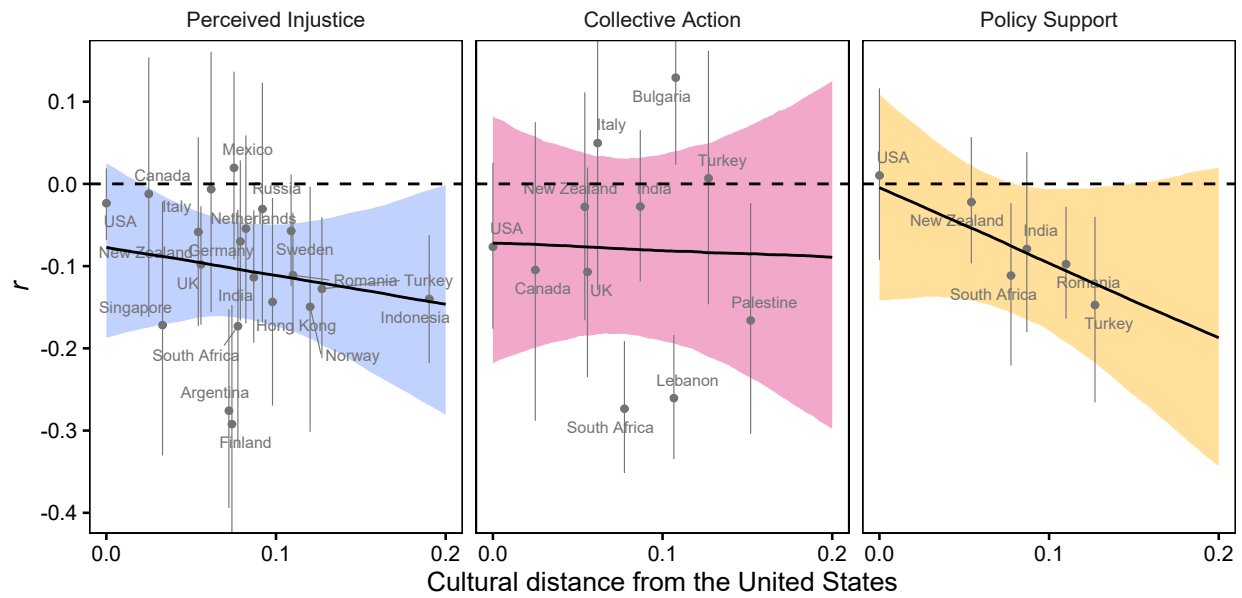 Perceived Injustice
Collective Action
Policy Support
r
0.1
0.0
-0.1
-0.2
-0.3
-0.4
Mexico
Canada
Russia
Italy
USA
Netherlands
New Zealand
Germany
Sweden
UK
Romania
Turkey
India
Singapore
Indonesia
Hong Kong
South Africa
Norway
Argentina
Finland
Bulgaria
Italy
Turkey
New Zealand
India
USA
Canada
UK
Palestine
Lebanon
South Africa
USA
New Zealand
India
South Africa
Romania
Turkey
0.0
0.1
0.2
0.0
0.1
0.2
0.0
0.1
0.2
Cultural distance from the United States